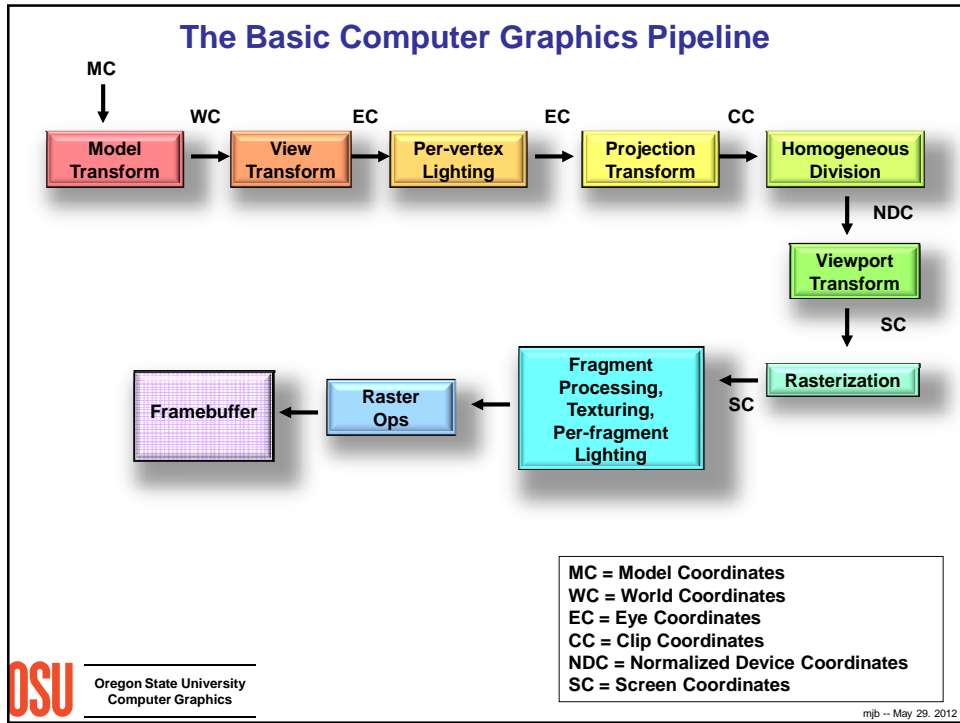 The Basic Computer Graphics Pipeline
MC
WC
EC
EC
CC
Model
Transform
View
Transform
Per-vertex
Lighting
Projection
Transform
Homogeneous
Division
NDC
Viewport
Transform
SC
Rasterization
SC
Fragment
Processing,
Texturing,
Per-fragment
Lighting
Raster
Ops
Framebuffer
MC = Model Coordinates
WC = World Coordinates
EC = Eye Coordinates
CC = Clip Coordinates
NDC = Normalized Device Coordinates
SC = Screen Coordinates
OSU
Oregon State University
Computer Graphics
mjb -- May 29. 2012